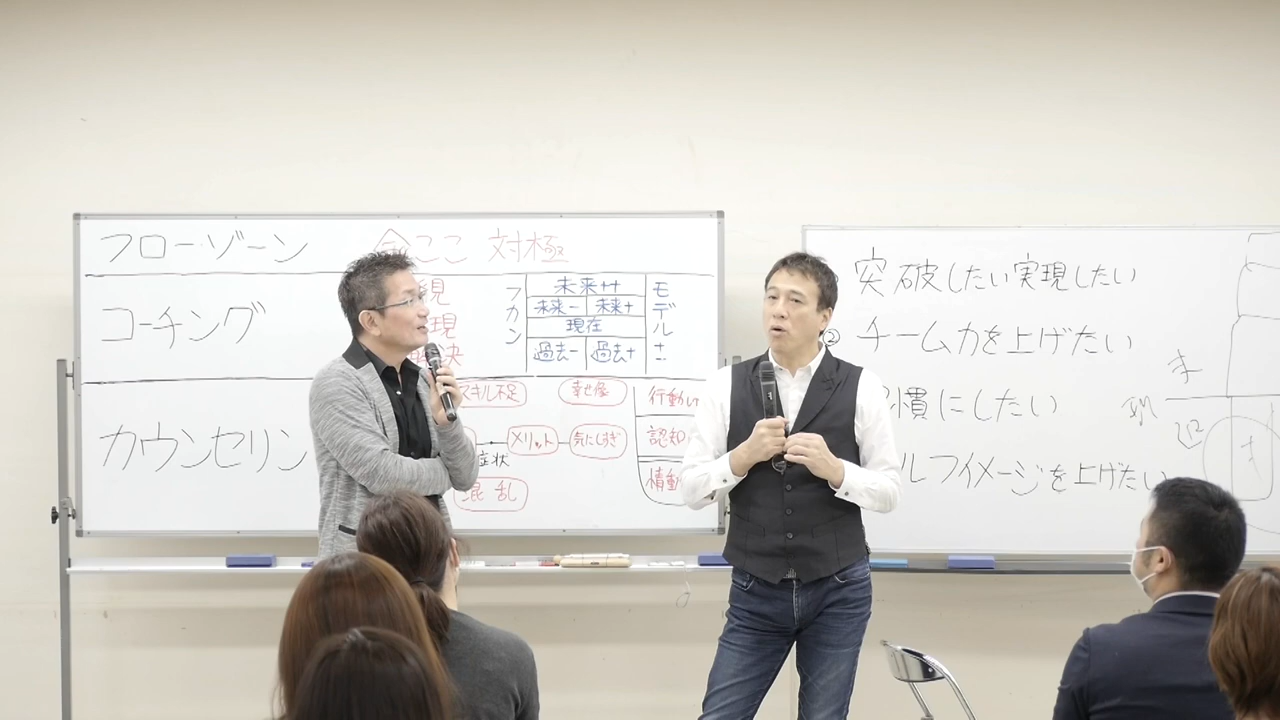 フロー・ゾーン
ここ 対極
コーチング
現
現
決
フカン
未来++
未来− 未来+
現在
過去− 過去+
モデル
カウンセリン
スキル不足
幸せ像
メリット
気にしすぎ
症状
混乱
行動
認知
情動
突破したい実現したい
② チーム力を上げたい
慣にしたい
ルフイメージを上げたい